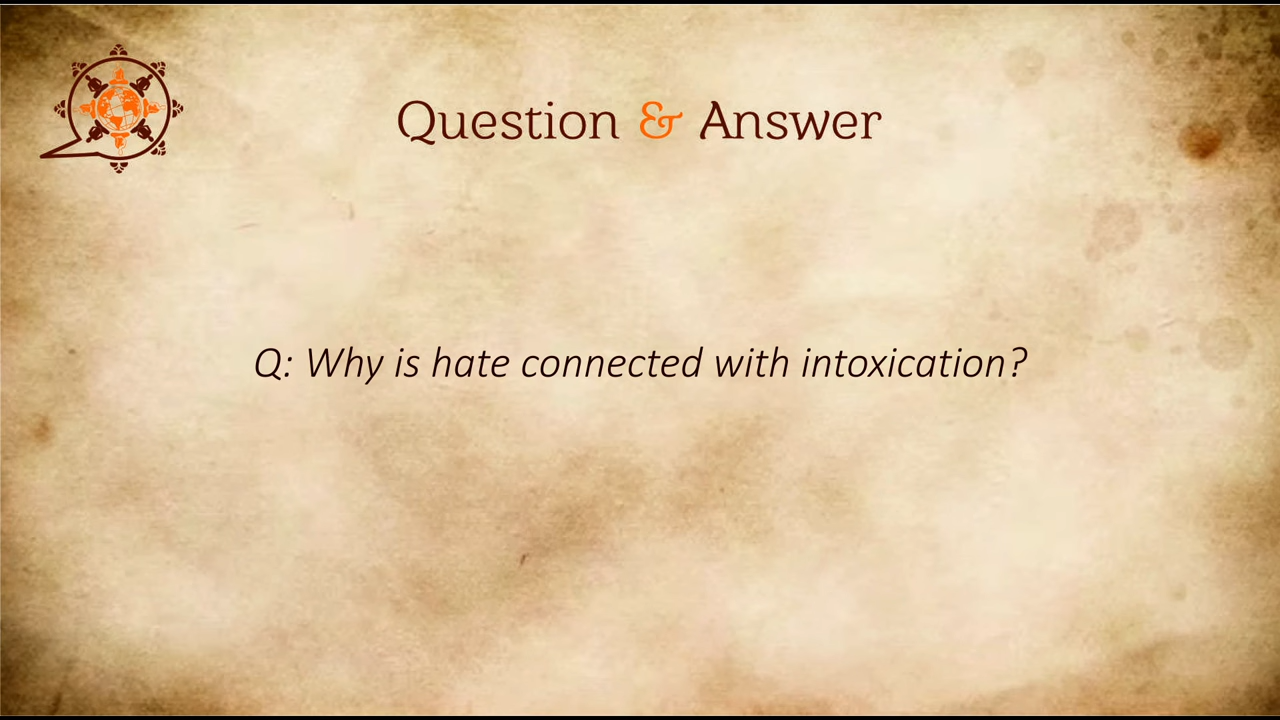 Question & Answer
Q: Why is hate connected with intoxication?